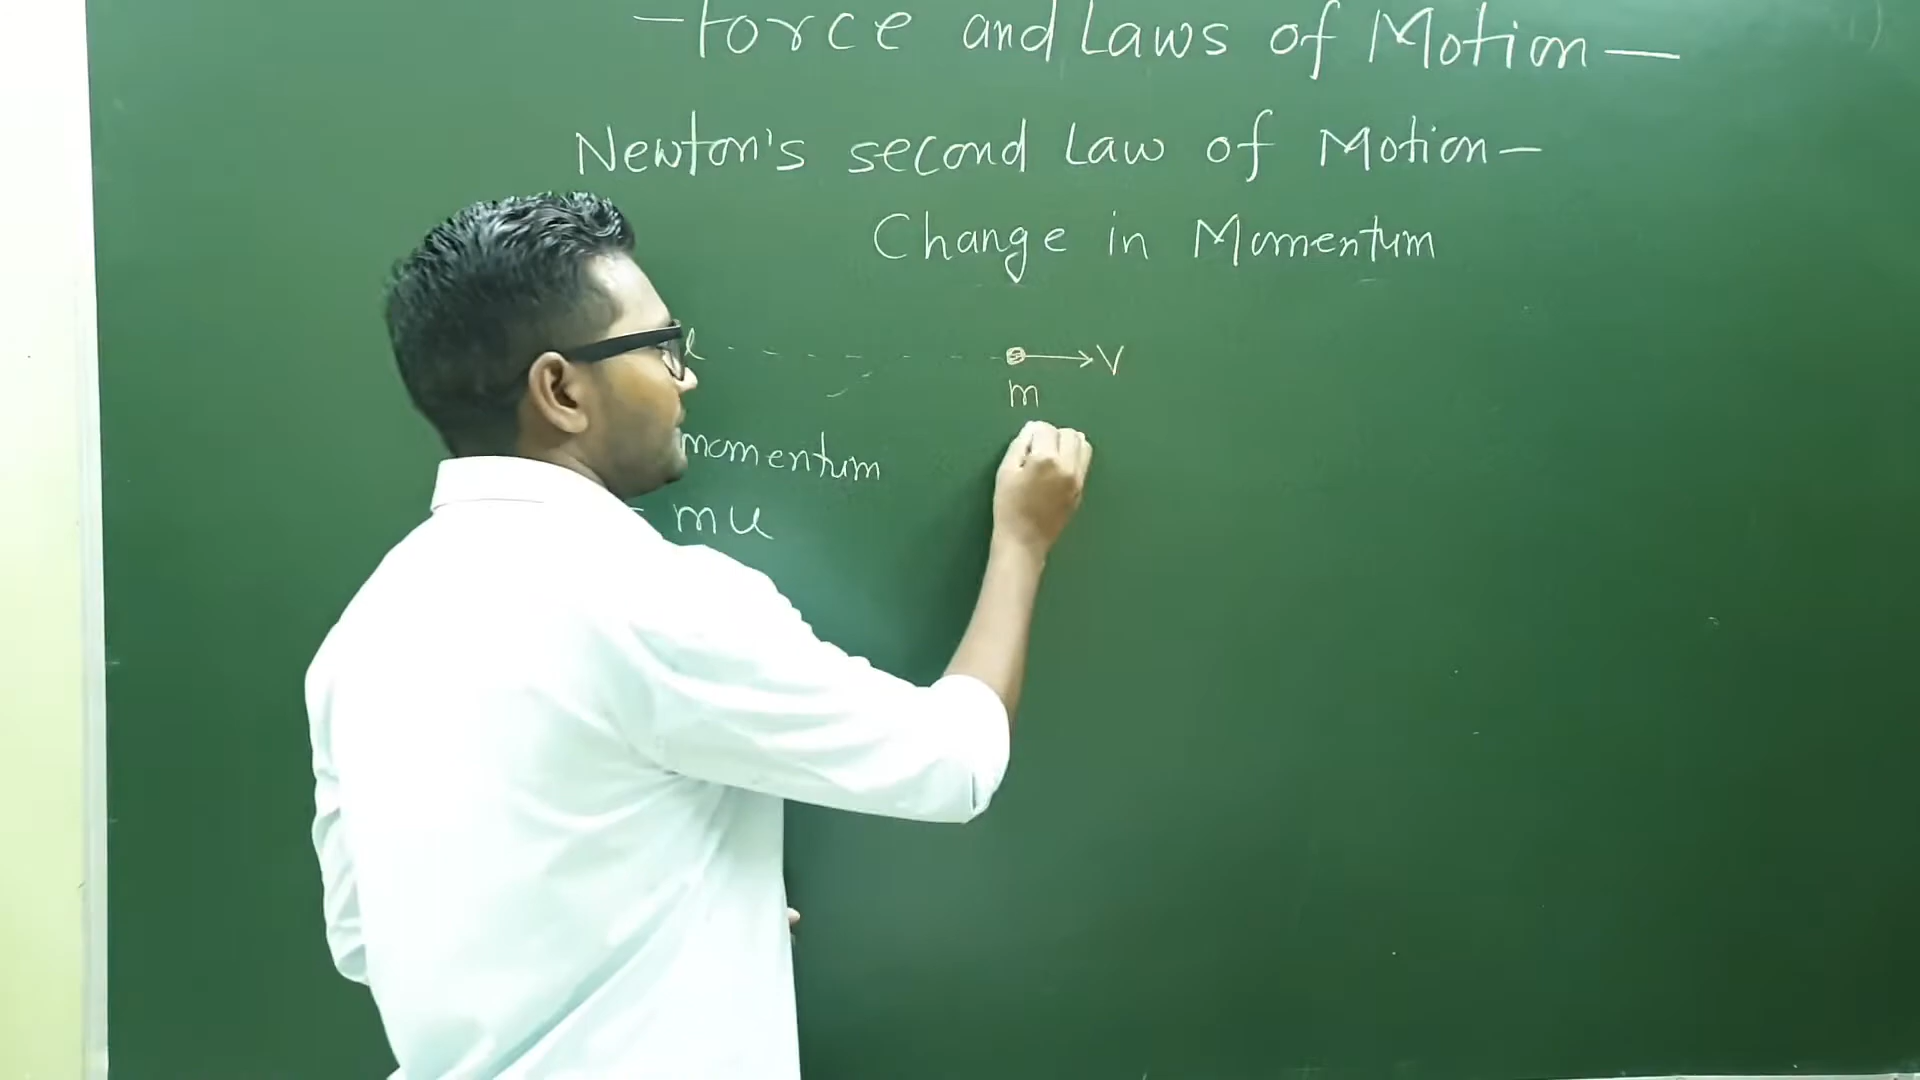 — Force and Laws of Motion —
Newton's second Law of Motion —
Change in Momentum
V
m
momentum
mu